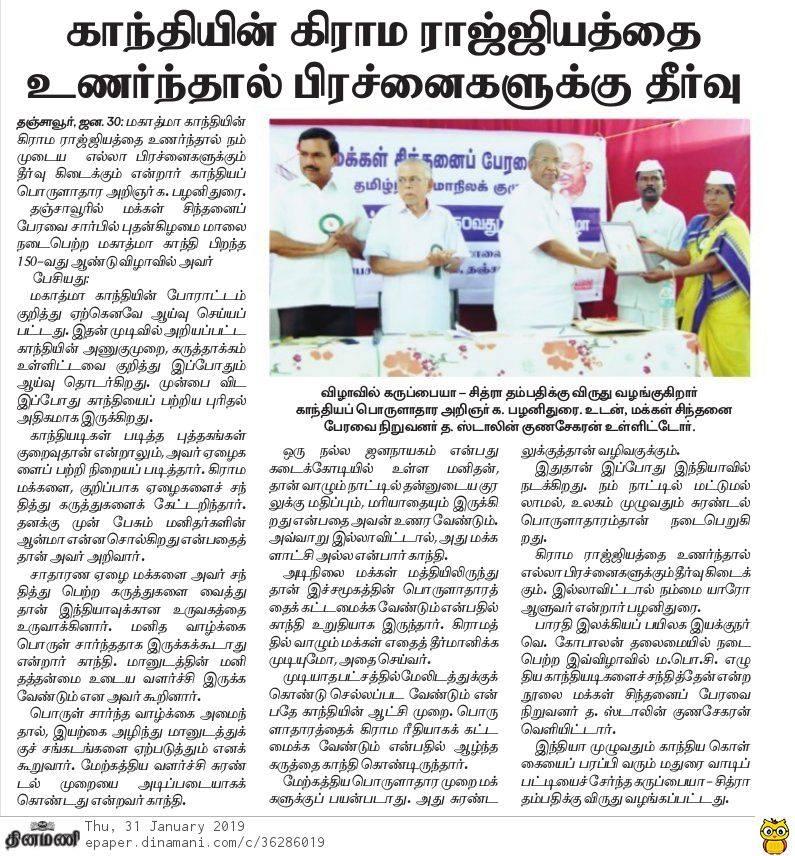 காந்தியின் கிராம ராஜ்ஜியத்தை
உணர்ந்தால் பிரச்னைகளுக்கு தீர்வு
தஞ்சாவூர், ஜன. 30: மகாத்மா காந்தியின்
கிராம ராஜ்ஜியத்தை உணர்ந்தால் நம்
முடைய எல்லா பிரச்னைகளுக்கும்
தீர்வு கிடைக்கும் என்றார் காந்தியப்
பொருளாதார அறிஞர் க. பழனிதுரை.
தஞ்சாவூரில் மக்கள் சிந்தனைப்
பேரவை சார்பில் புதன்கிழமை மாலை
நடைபெற்ற மகாத்மா காந்தி பிறந்த
150-வது ஆண்டு விழாவில் அவர்
பேசியது:
மகாத்மா காந்தியின் போராட்டம்
குறித்து ஏற்கெனவே ஆய்வு செய்யப்
பட்டது. இதன் முடிவில் அறியப்பட்ட
காந்தியின் அணுகுமுறை, கருத்தாக்கம்
உள்ளிட்டவை குறித்து இப்போதும்
ஆய்வு தொடர்கிறது. முன்பை விட
இப்போது காந்தியைப் பற்றிய புரிதல்
அதிகமாக இருக்கிறது.
காந்தியடிகள் படித்த புத்தகங்கள்
குறைவுதான் என்றாலும், அவர் ஏழைக
ளைப் பற்றி நிறையப் படித்தார். கிராம
மக்களை, குறிப்பாக ஏழைகளைச் சந்
தித்து கருத்துகளைக் கேட்டறிந்தார்.
தனக்கு முன் பேசும் மனிதர்களின்
ஆன்மா என்ன சொல்கிறது என்பதைத்
தான் அவர் அறிவார்.
சாதாரண ஏழை மக்களை அவர் சந்
தித்து பெற்ற கருத்துகளை வைத்து
தான் இந்தியாவுக்கான உருவகத்தை
உருவாக்கினார். மனித வாழ்க்கை
பொருள் சார்ந்ததாக இருக்கக்கூடாது
என்றார் காந்தி. மானுடத்தின் மனி
தத்தன்மை உடைய வளர்ச்சி இருக்க
வேண்டும் என அவர் கூறினார்.
பொருள் சார்ந்த வாழ்க்கை அமைந்
தால், இயற்கை அழிந்து மானுடத்துக்
குச் சங்கடங்களை ஏற்படுத்தும் எனக்
கூறுவார். மேற்கத்திய வளர்ச்சி சுரண்
டல் முறையை அடிப்படையாகக்
கொண்டது என்றவர் காந்தி.
மக்கள் சிந்தனைப் பேரவை
விழாவில் கருப்பையா – சித்ரா தம்பதிக்கு விருது வழங்குகிறார்
காந்தியப் பொருளாதார அறிஞர் க. பழனிதுரை. உடன், மக்கள் சிந்தனை
பேரவை நிறுவனர் த. ஸ்டாலின் குணசேகரன் உள்ளிட்டோர்.
ஒரு நல்ல ஜனநாயகம் என்பது
கடைக்கோடியில் உள்ள மனிதன்,
தான் வாழும் நாட்டில் தன்னுடைய குர
லுக்கு மதிப்பும், மரியாதையும் இருக்கி
றது என்பதை அவன் உணர வேண்டும்.
அவ்வாறு இல்லாவிட்டால், அது மக்க
ளாட்சி அல்ல என்பார் காந்தி.
அடிநிலை மக்கள் மத்தியிலிருந்து
தான் இச்சமூகத்தின் பொருளாதாரத்
தைக் கட்டமைக்க வேண்டும் என்பதில்
காந்தி உறுதியாக இருந்தார். கிராமத்
தில் வாழும் மக்கள் எதைத் தீர்மானிக்க
முடியுமோ, அதை செய்வர்.
முடியாதபட்சத்தில் மேலிடத்துக்குக்
கொண்டு செல்லப்பட வேண்டும் என்
பதே காந்தியின் ஆட்சி முறை. பொரு
ளாதாரத்தைக் கிராம ரீதியாகக் கட்ட
மைக்க வேண்டும் என்பதில் ஆழ்ந்த
கருத்தை காந்தி கொண்டிருந்தார்.
மேற்கத்திய பொருளாதார முறை மக்
களுக்குப் பயன்படாது. அது சுரண்ட
லுக்குத்தான் வழிவகுக்கும்.
இதுதான் இப்போது இந்தியாவில்
நடக்கிறது. நம் நாட்டில் மட்டுமல்
லாமல், உலகம் முழுவதும் சுரண்டல்
பொருளாதாரம்தான் நடைபெறுகி
றது.
கிராம ராஜ்ஜியத்தை உணர்ந்தால்
எல்லா பிரச்னைகளுக்கும் தீர்வு கிடைக்
கும். இல்லாவிட்டால் நம்மை யாரோ
ஆளுவர் என்றார் பழனிதுரை.
பாரதி இலக்கியப் பயிலக இயக்குநர்
வெ. கோபாலன் தலைமையில் நடை
பெற்ற இவ்விழாவில் ம.பொ.சி. எழு
திய காந்தியடிகளைச் சந்தித்தேன் என்ற
நூலை மக்கள் சிந்தனைப் பேரவை
நிறுவனர் த. ஸ்டாலின் குணசேகரன்
வெளியிட்டார்.
இந்தியா முழுவதும் காந்திய கொள்
கையைப் பரப்பி வரும் மதுரை வாடிப்
பட்டியைச் சேர்ந்த கருப்பையா – சித்ரா
தம்பதிக்கு விருது வழங்கப்பட்டது.
தினமணி
Thu, 31 January 2019
epaper.dinamani.com/c/36286019